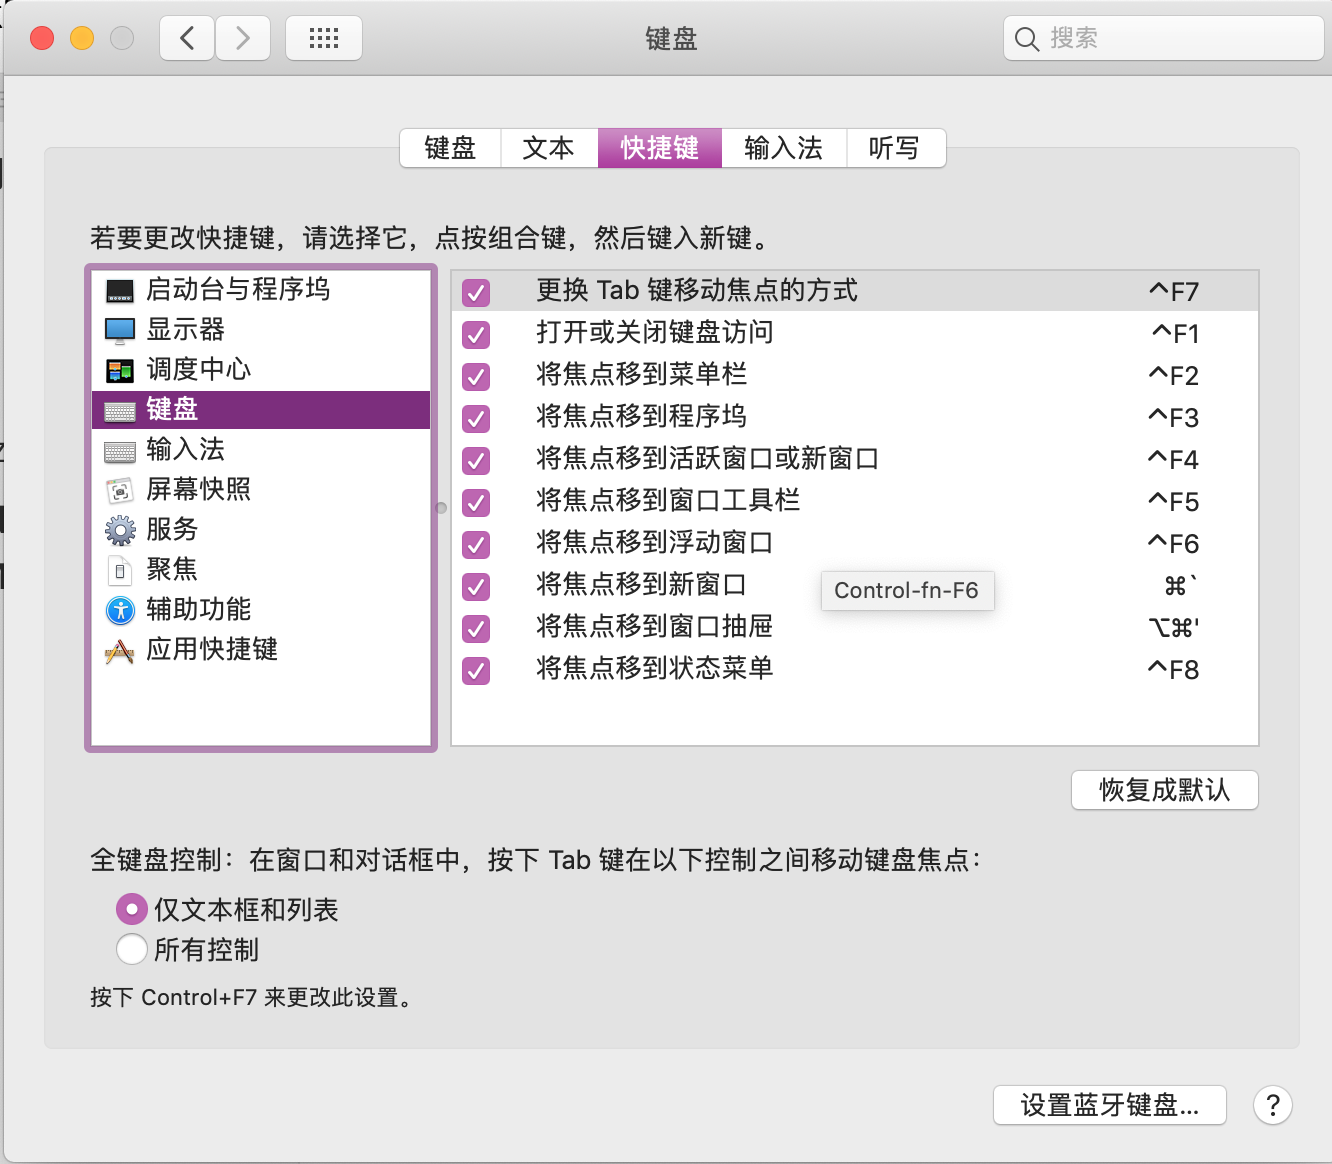 键盘
搜索
键盘 文本 快捷键 输入法 听写
若要更改快捷键，请选择它，点按组合键，然后键入新键。
启动台与程序坞
显示器
调度中心
键盘
输入法
屏幕快照
服务
聚焦
辅助功能
应用快捷键
更换 Tab 键移动焦点的方式 ^F7
打开或关闭键盘访问 ^F1
将焦点移到菜单栏 ^F2
将焦点移到程序坞 ^F3
将焦点移到活跃窗口或新窗口 ^F4
将焦点移到窗口工具栏 ^F5
将焦点移到浮动窗口 ^F6
将焦点移到新窗口 ⌘`
Control-fn-F6
将焦点移到窗口抽屉 ⌥⌘'
将焦点移到状态菜单 ^F8
恢复成默认
全键盘控制：在窗口和对话框中，按下 Tab 键在以下控制之间移动键盘焦点：
仅文本框和列表
所有控制
按下 Control+F7 来更改此设置。
设置蓝牙键盘... ?